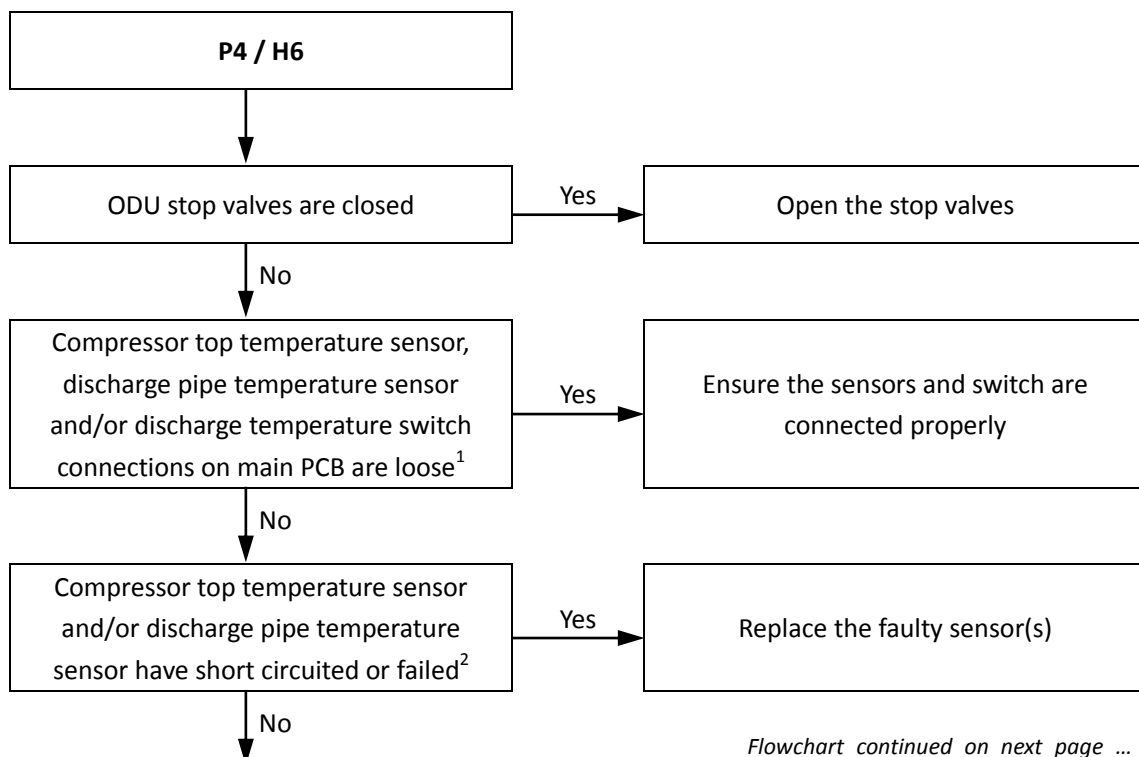 P4 / H6
ODU stop valves are closed
Yes
Open the stop valves
No
Compressor top temperature sensor,
discharge pipe temperature sensor
and/or discharge temperature switch
connections on main PCB are loose¹
Yes
Ensure the sensors and switch are
connected properly
No
Compressor top temperature sensor
and/or discharge pipe temperature
sensor have short circuited or failed²
Yes
Replace the faulty sensor(s)
No
Flowchart continued on next page …